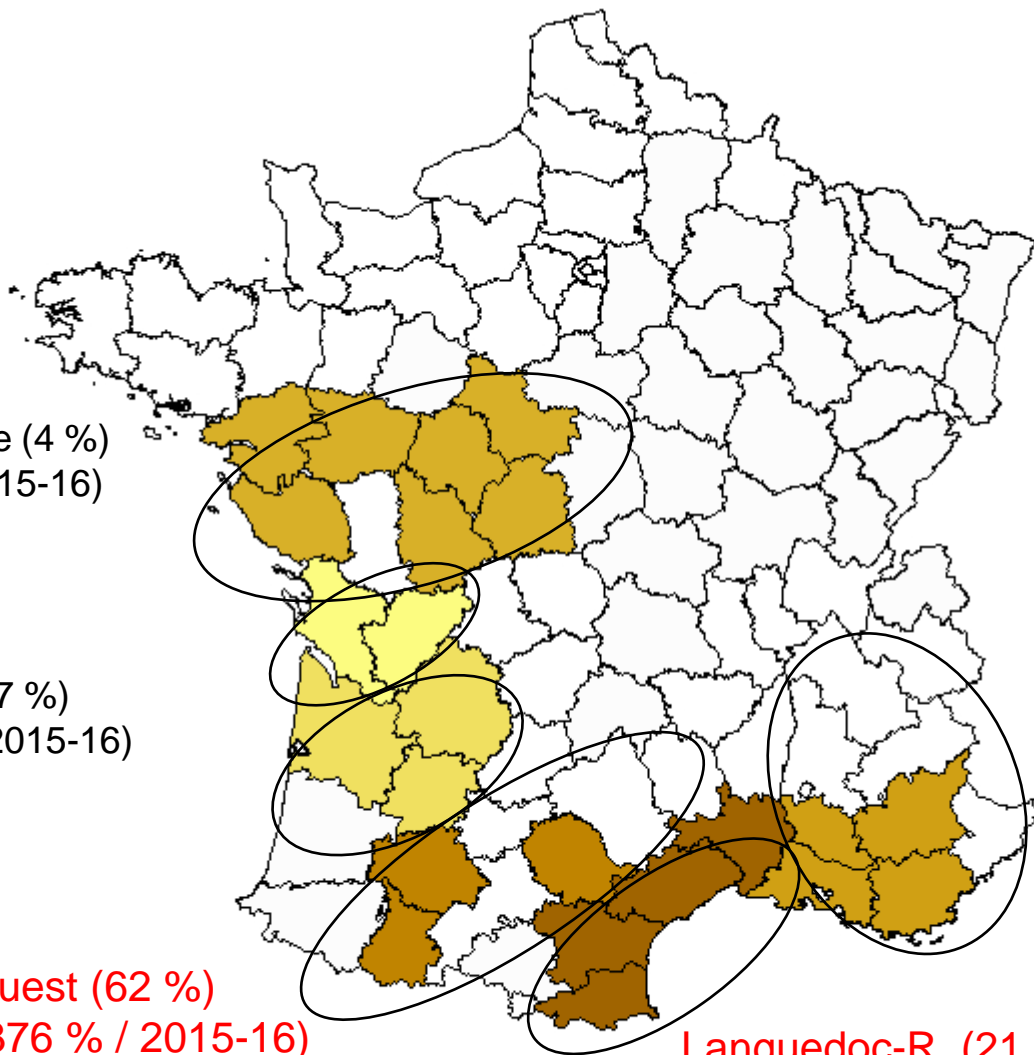 e (4 %)
15-16)
7 %)
2015-16)
uest (62 %)
376 % / 2015-16)
Languedoc-R. (21